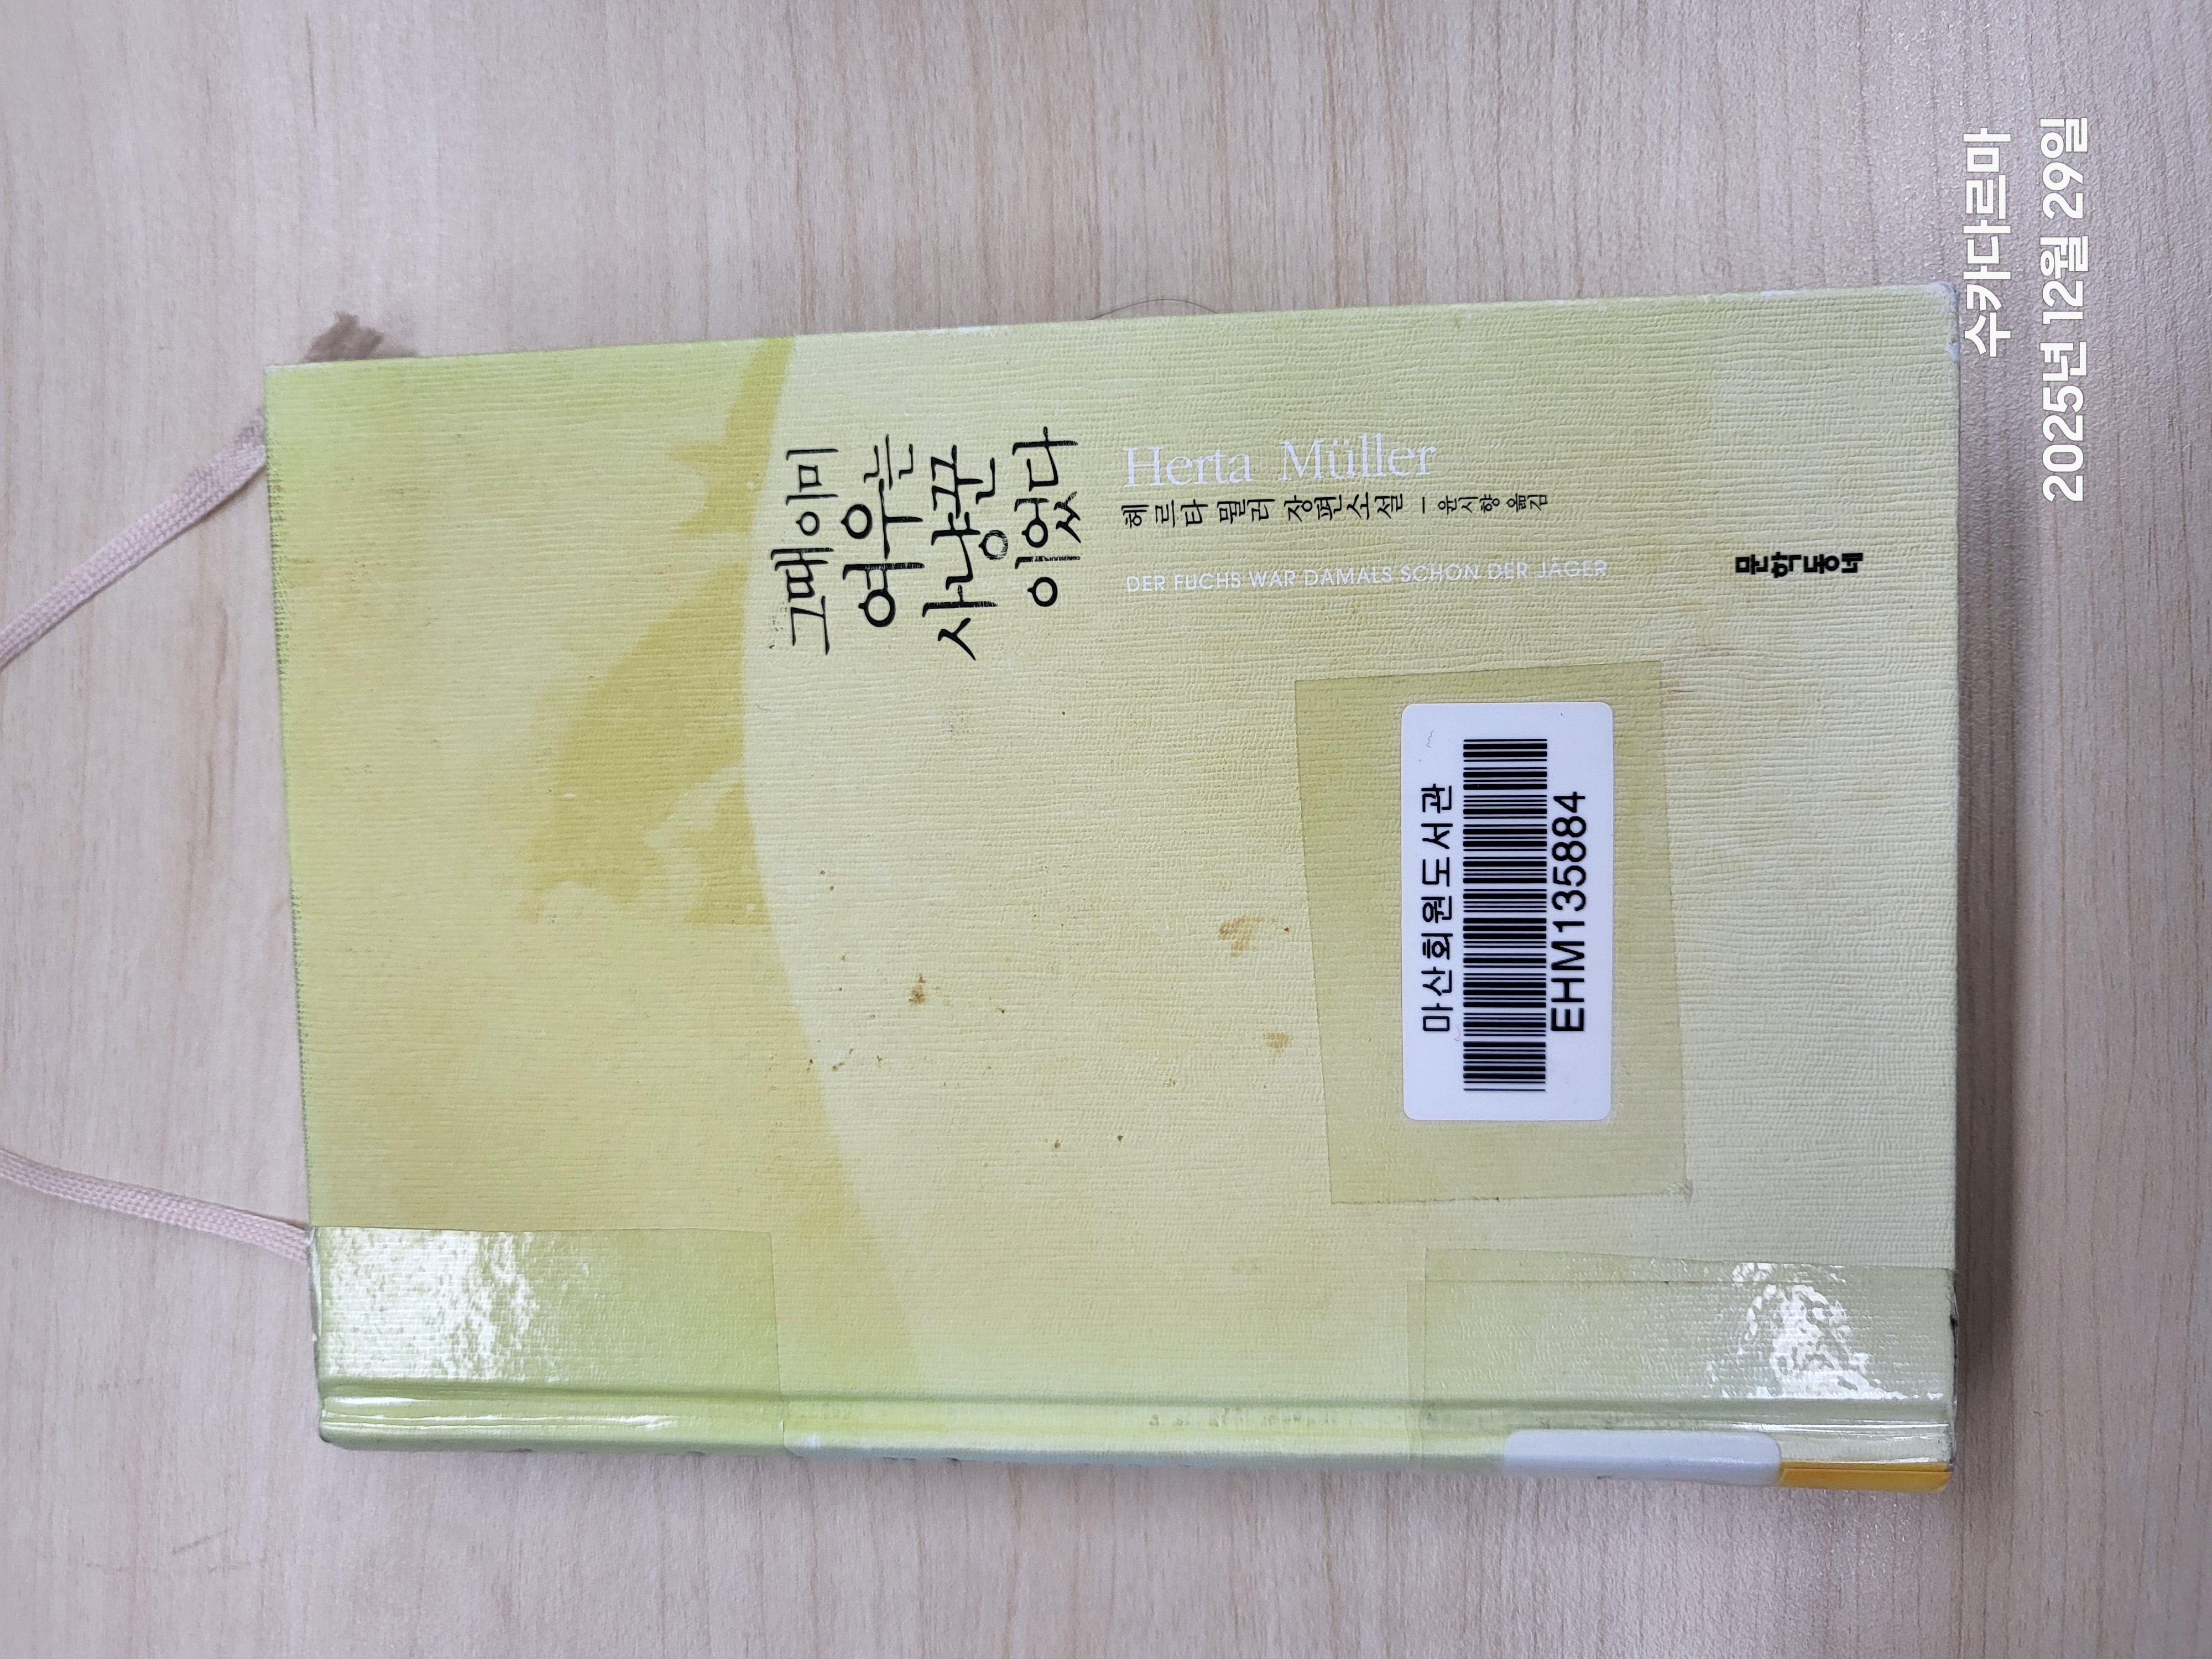 그때 이미
여우는
사냥꾼
이었다
Herta Müller
헤르타 뮐러 장편소설 — 윤시향 옮김
DER FUCHS WAR DAMALS SCHON DER JÄGER
마산회원도서관
EHM135884
문학동네
수카다르마
2025년 12월 29일